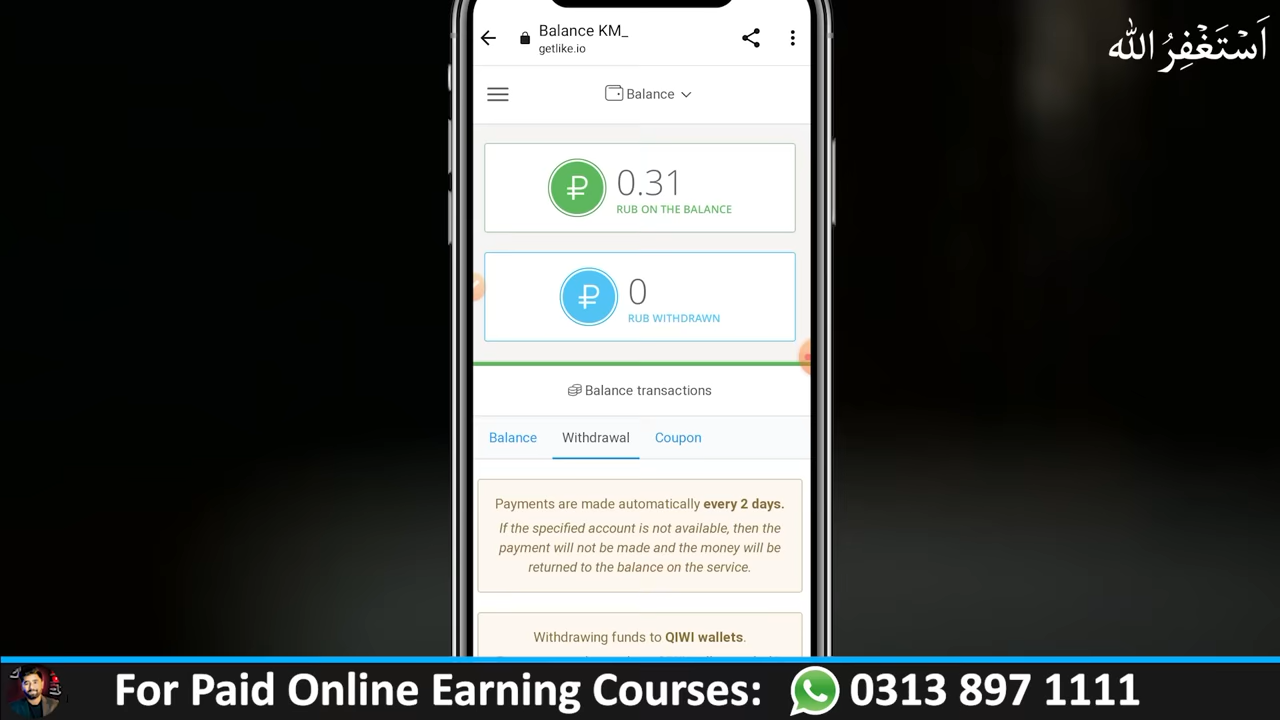 Balance KM_
getlike.io
اَسْتَغْفِرُ اللّٰه
Balance
0.31
RUB ON THE BALANCE
0
RUB WITHDRAWN
Balance transactions
Balance Withdrawal Coupon
Payments are made automatically every 2 days.
If the specified account is not available, then the
payment will not be made and the money will be
returned to the balance on the service.
Withdrawing funds to QIWI wallets.
For Paid Online Earning Courses: 0313 897 1111